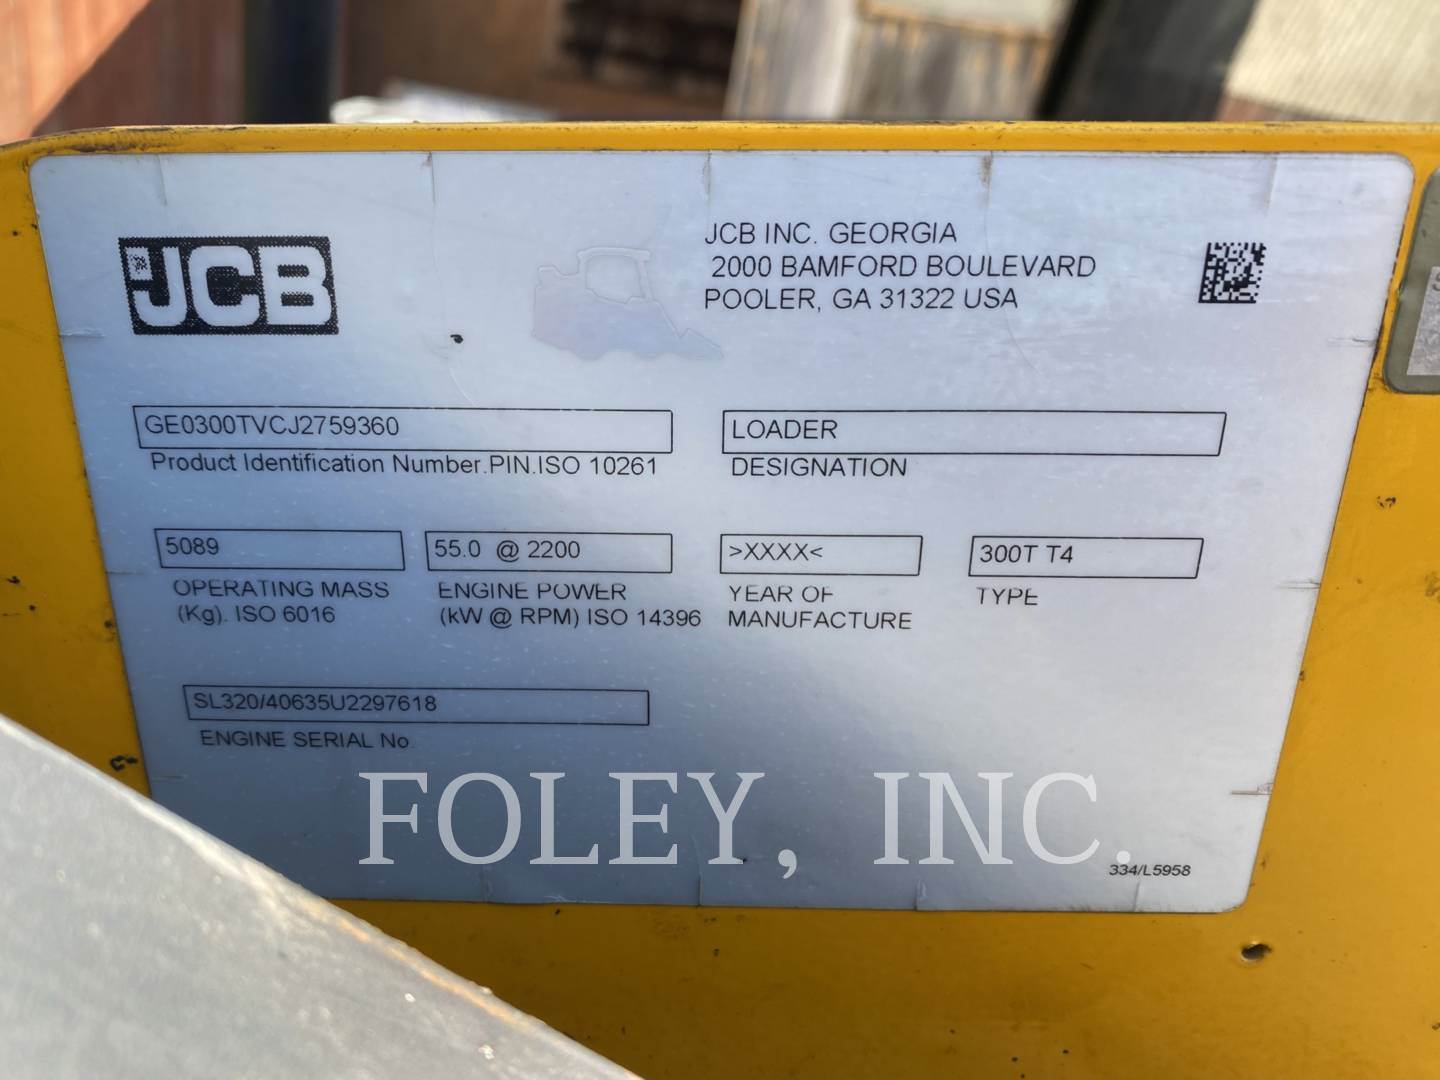 JCB
JCB INC. GEORGIA
2000 BAMFORD BOULEVARD
POOLER, GA 31322 USA
GE0300TVCJ2759360
Product Identification Number.PIN.ISO 10261
LOADER
DESIGNATION
5089
OPERATING MASS
(Kg). ISO 6016
55.0 @ 2200
ENGINE POWER
(kW @ RPM) ISO 14396
>XXXX<
YEAR OF
MANUFACTURE
300T T4
TYPE
SL320/40635U2297618
ENGINE SERIAL No.
FOLEY, INC.
334/L5958